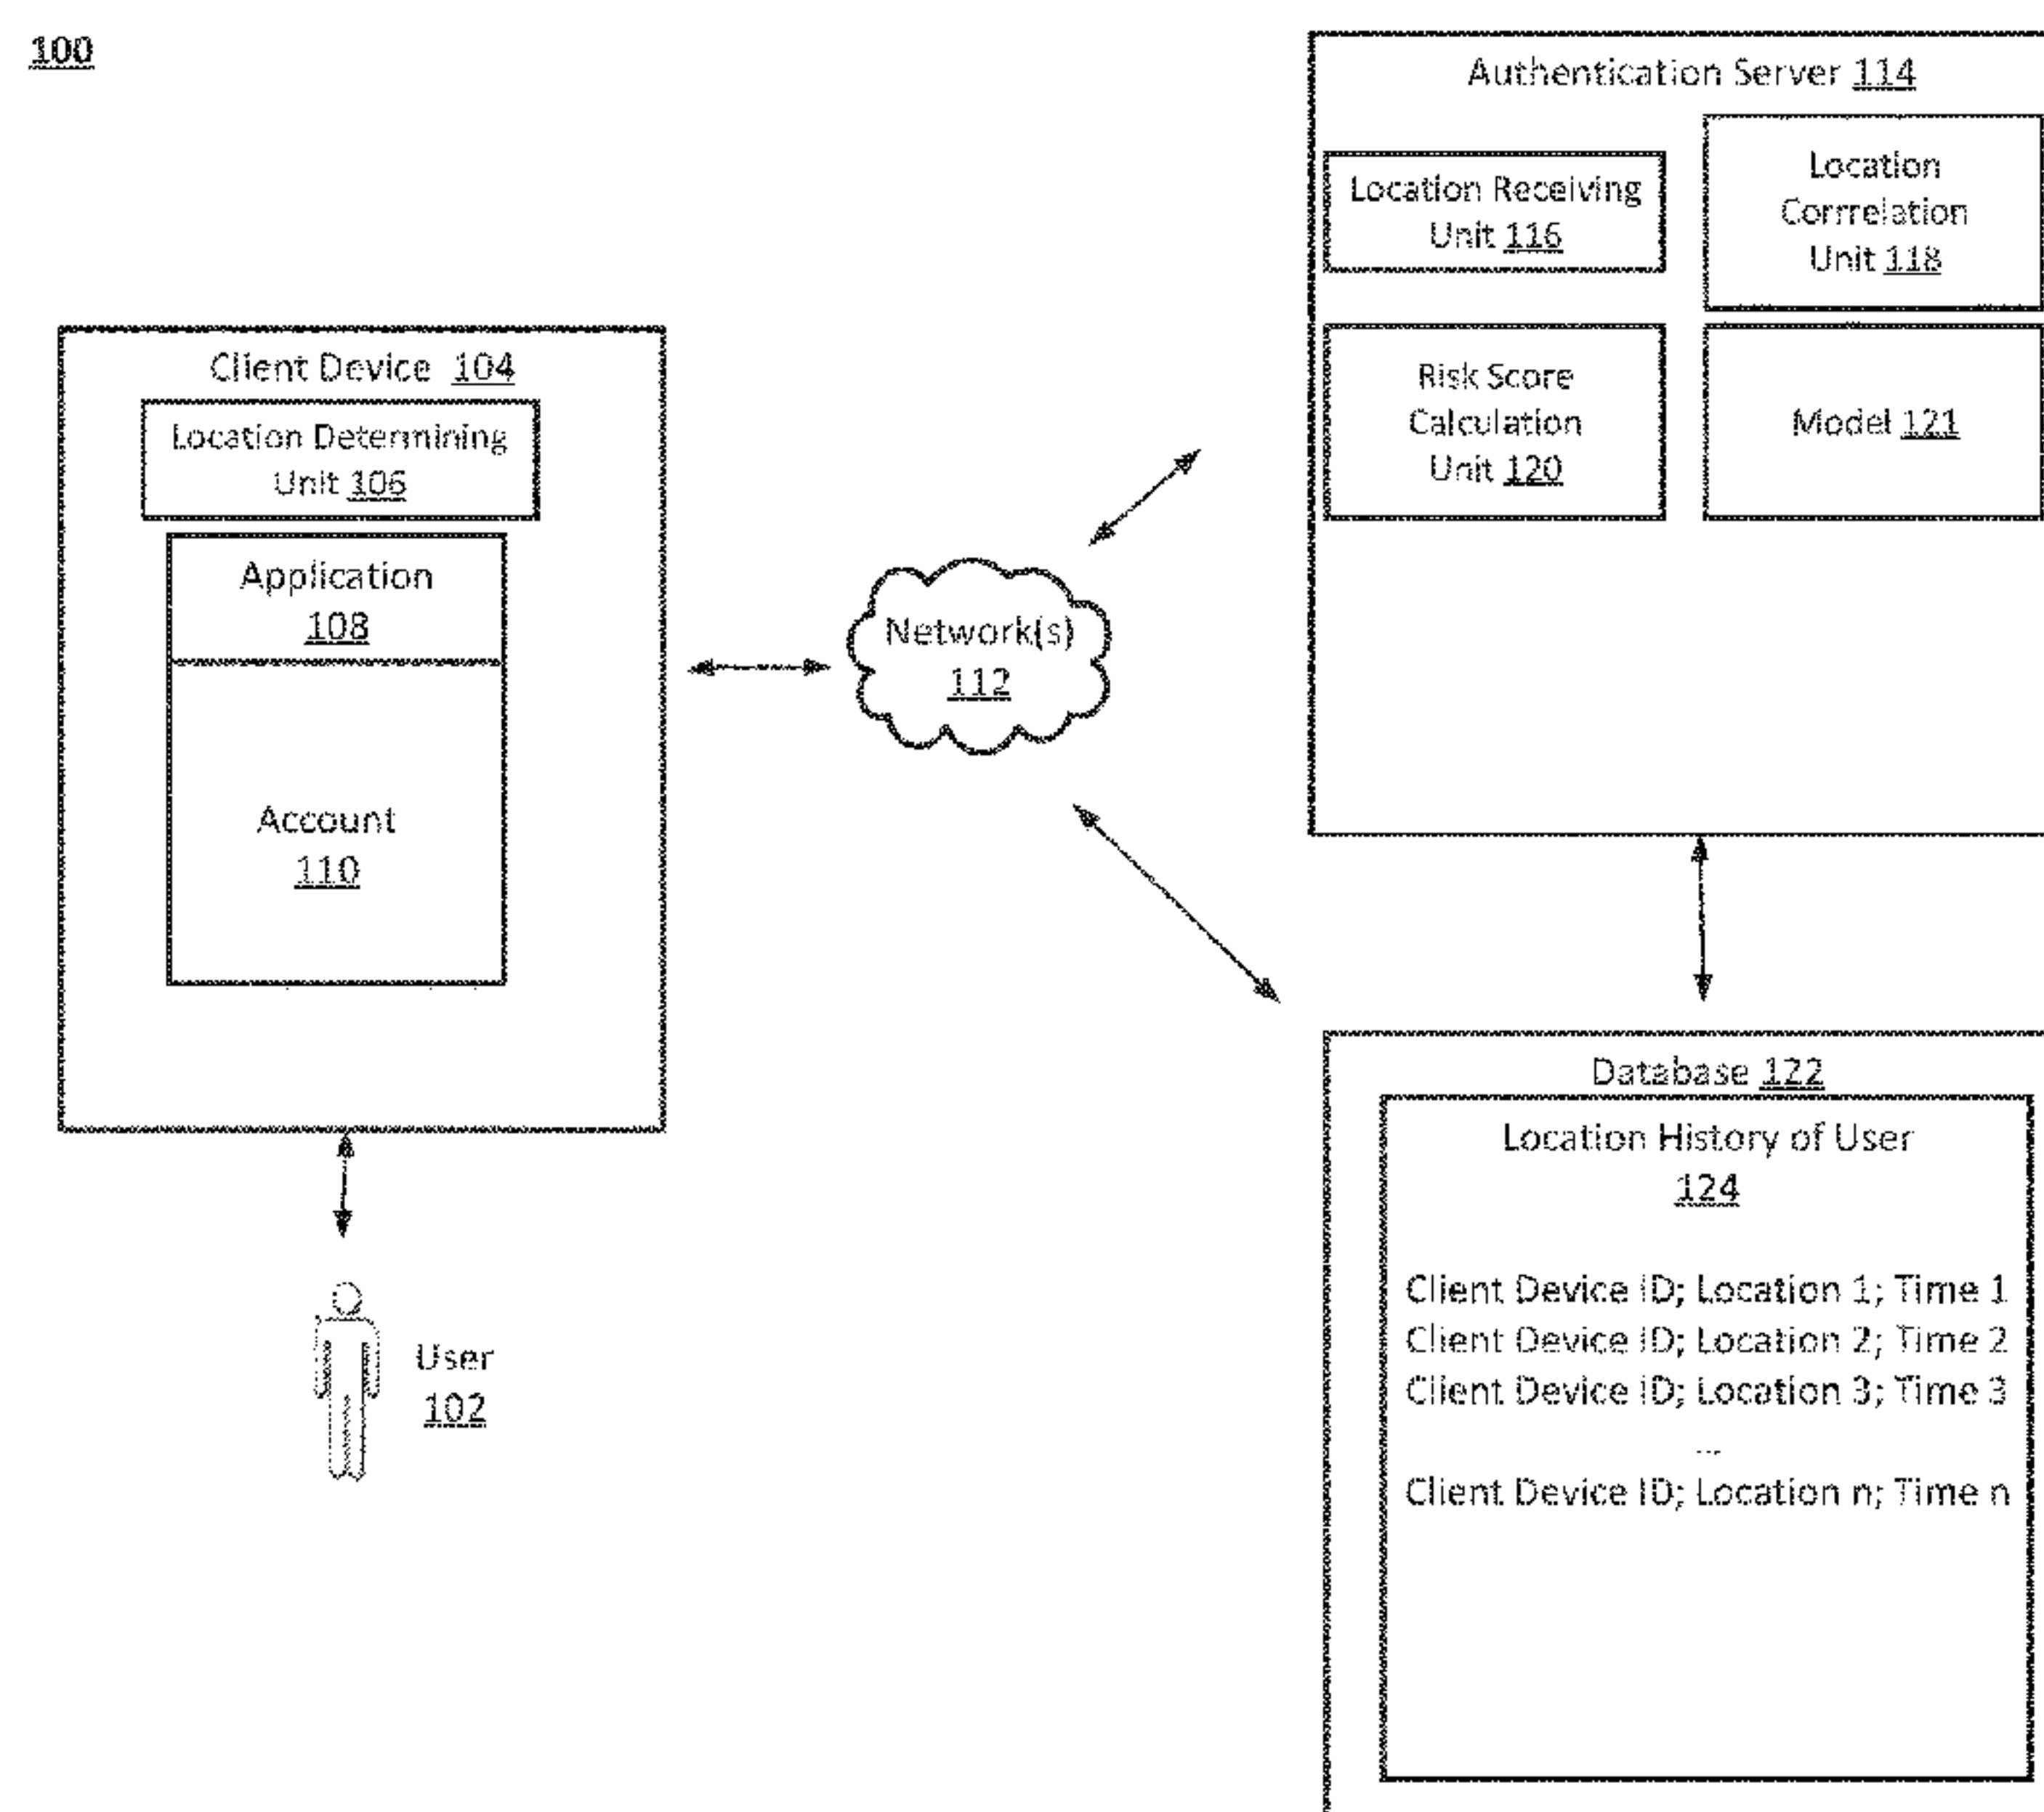 100
Client Device 104
Location Determining
Unit 106
Application
108
Account
110
User
102
Network(s)
112
Authentication Server 114
Location Receiving
Unit 116
Location
Corrrelation
Unit 118
Risk Score
Calculation
Unit 120
Model 121
Database 122
Location History of User
124
Client Device ID; Location 1; Time 1
Client Device ID; Location 2; Time 2
Client Device ID; Location 3; Time 3
...
Client Device ID; Location n; Time n